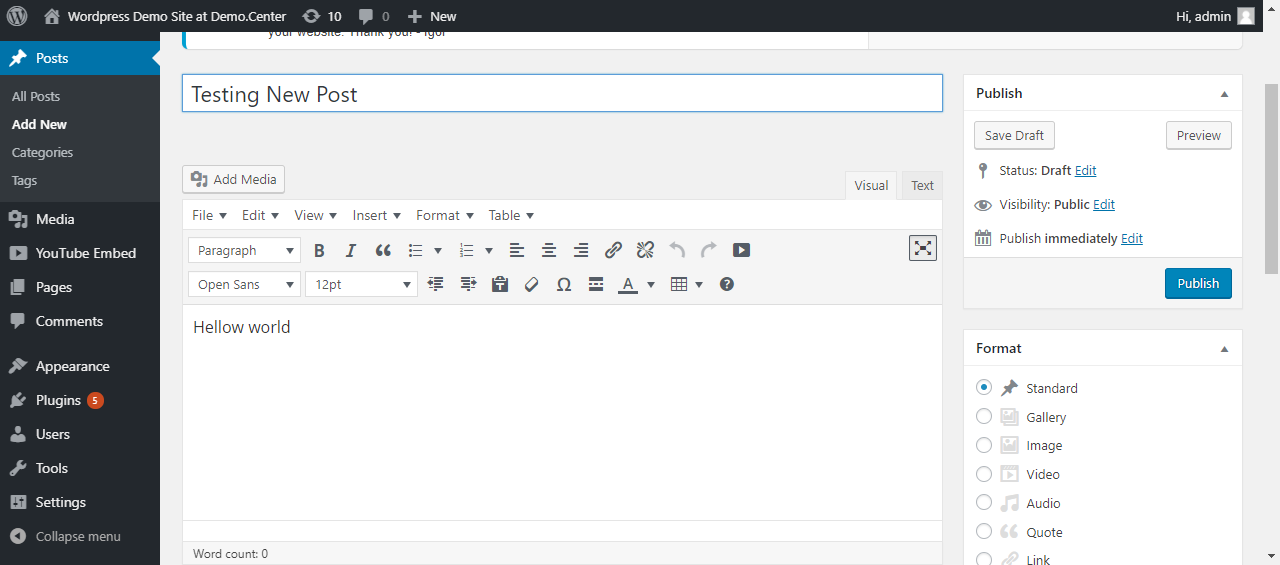 Wordpress Demo Site at Demo.Center 10 0 New Hi, admin
your website. Thank you! - Igor
Posts
All Posts
Add New
Categories
Tags
Media
YouTube Embed
Pages
Comments
Appearance
Plugins 5
Users
Tools
Settings
Collapse menu
Testing New Post
Add Media
Visual Text
File Edit View Insert Format Table
Paragraph
Open Sans 12pt
Hellow world
Word count: 0
Publish
Save Draft Preview
Status: Draft Edit
Visibility: Public Edit
Publish immediately Edit
Publish
Format
Standard
Gallery
Image
Video
Audio
Quote
Link